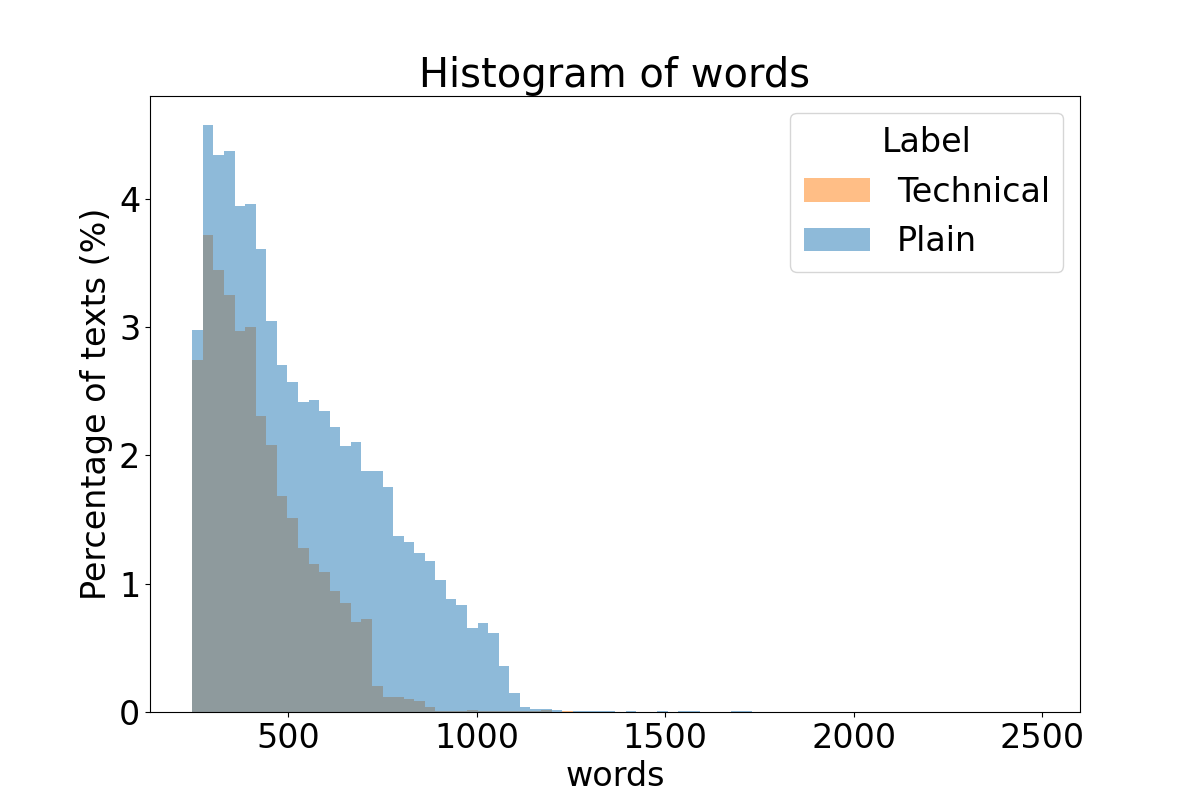 Histogram of words
Label
Technical
Plain
Percentage of texts (%)
4
3
2
1
0
500 1000 1500 2000 2500
words